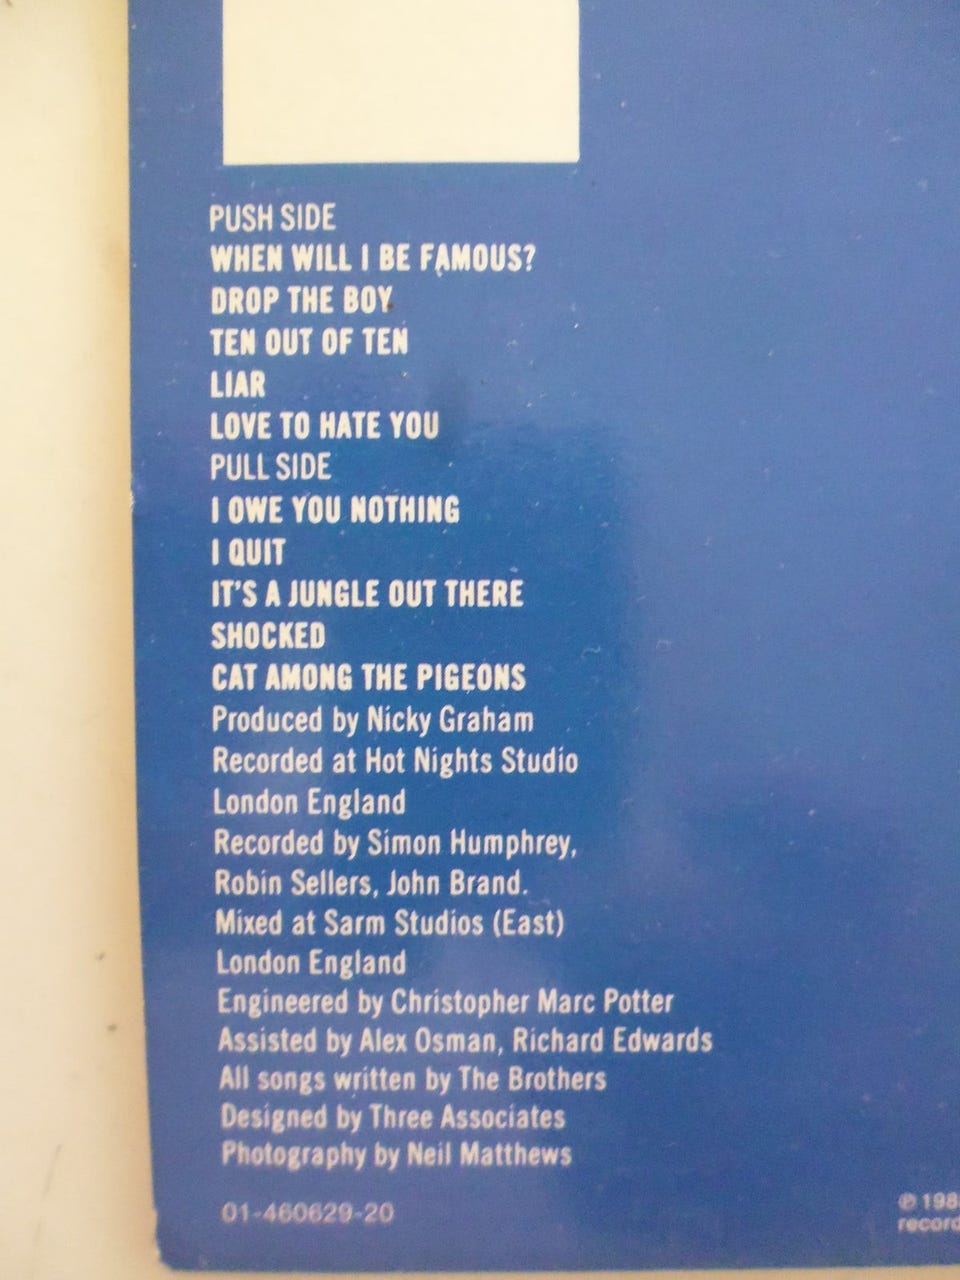 PUSH SIDE
WHEN WILL I BE FAMOUS?
DROP THE BOY
TEN OUT OF TEN
LIAR
LOVE TO HATE YOU
PULL SIDE
I OWE YOU NOTHING
I QUIT
IT'S A JUNGLE OUT THERE
SHOCKED
CAT AMONG THE PIGEONS
Produced by Nicky Graham
Recorded at Hot Nights Studio
London England
Recorded by Simon Humphrey,
Robin Sellers, John Brand.
Mixed at Sarm Studios (East)
London England
Engineered by Christopher Marc Potter
Assisted by Alex Osman, Richard Edwards
All songs written by The Brothers
Designed by Three Associates
Photography by Neil Matthews
01-460629-20
℗ 198
record